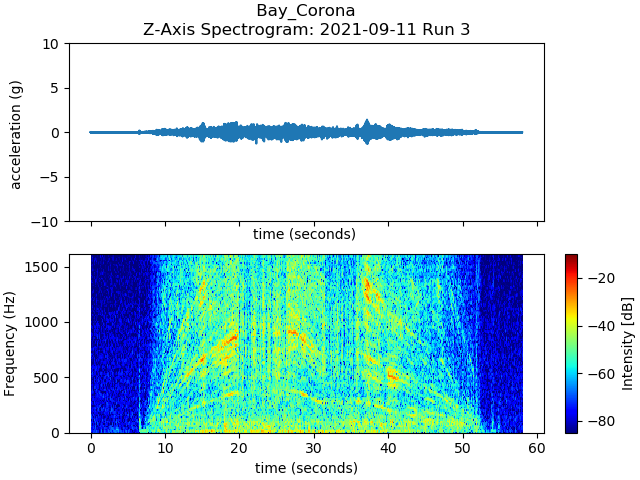 Bay_Corona
Z-Axis Spectrogram: 2021-09-11 Run 3
10
5
0
−5
−10
acceleration (g)
time (seconds)
1500
1000
500
0
Frequency (Hz)
0 10 20 30 40 50 60
time (seconds)
−20
−40
−60
−80
Intensity [dB]